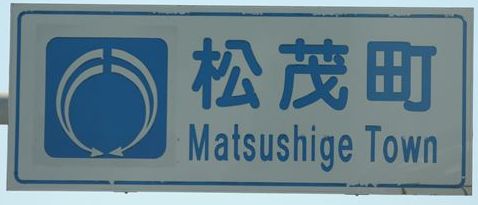 松茂町
Matsushige Town